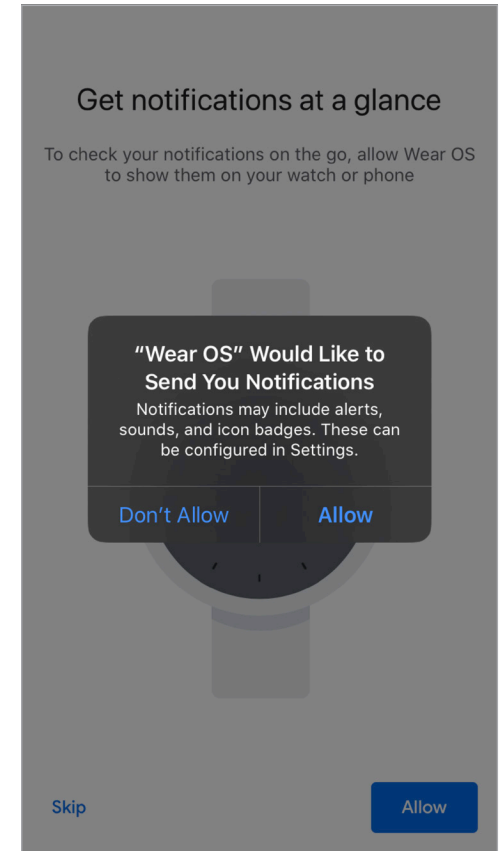 Get notifications at a glance
To check your notifications on the go, allow Wear OS
to show them on your watch or phone
“Wear OS” Would Like to
Send You Notifications
Notifications may include alerts,
sounds, and icon badges. These can
be configured in Settings.
Don’t Allow
Allow
Skip
Allow